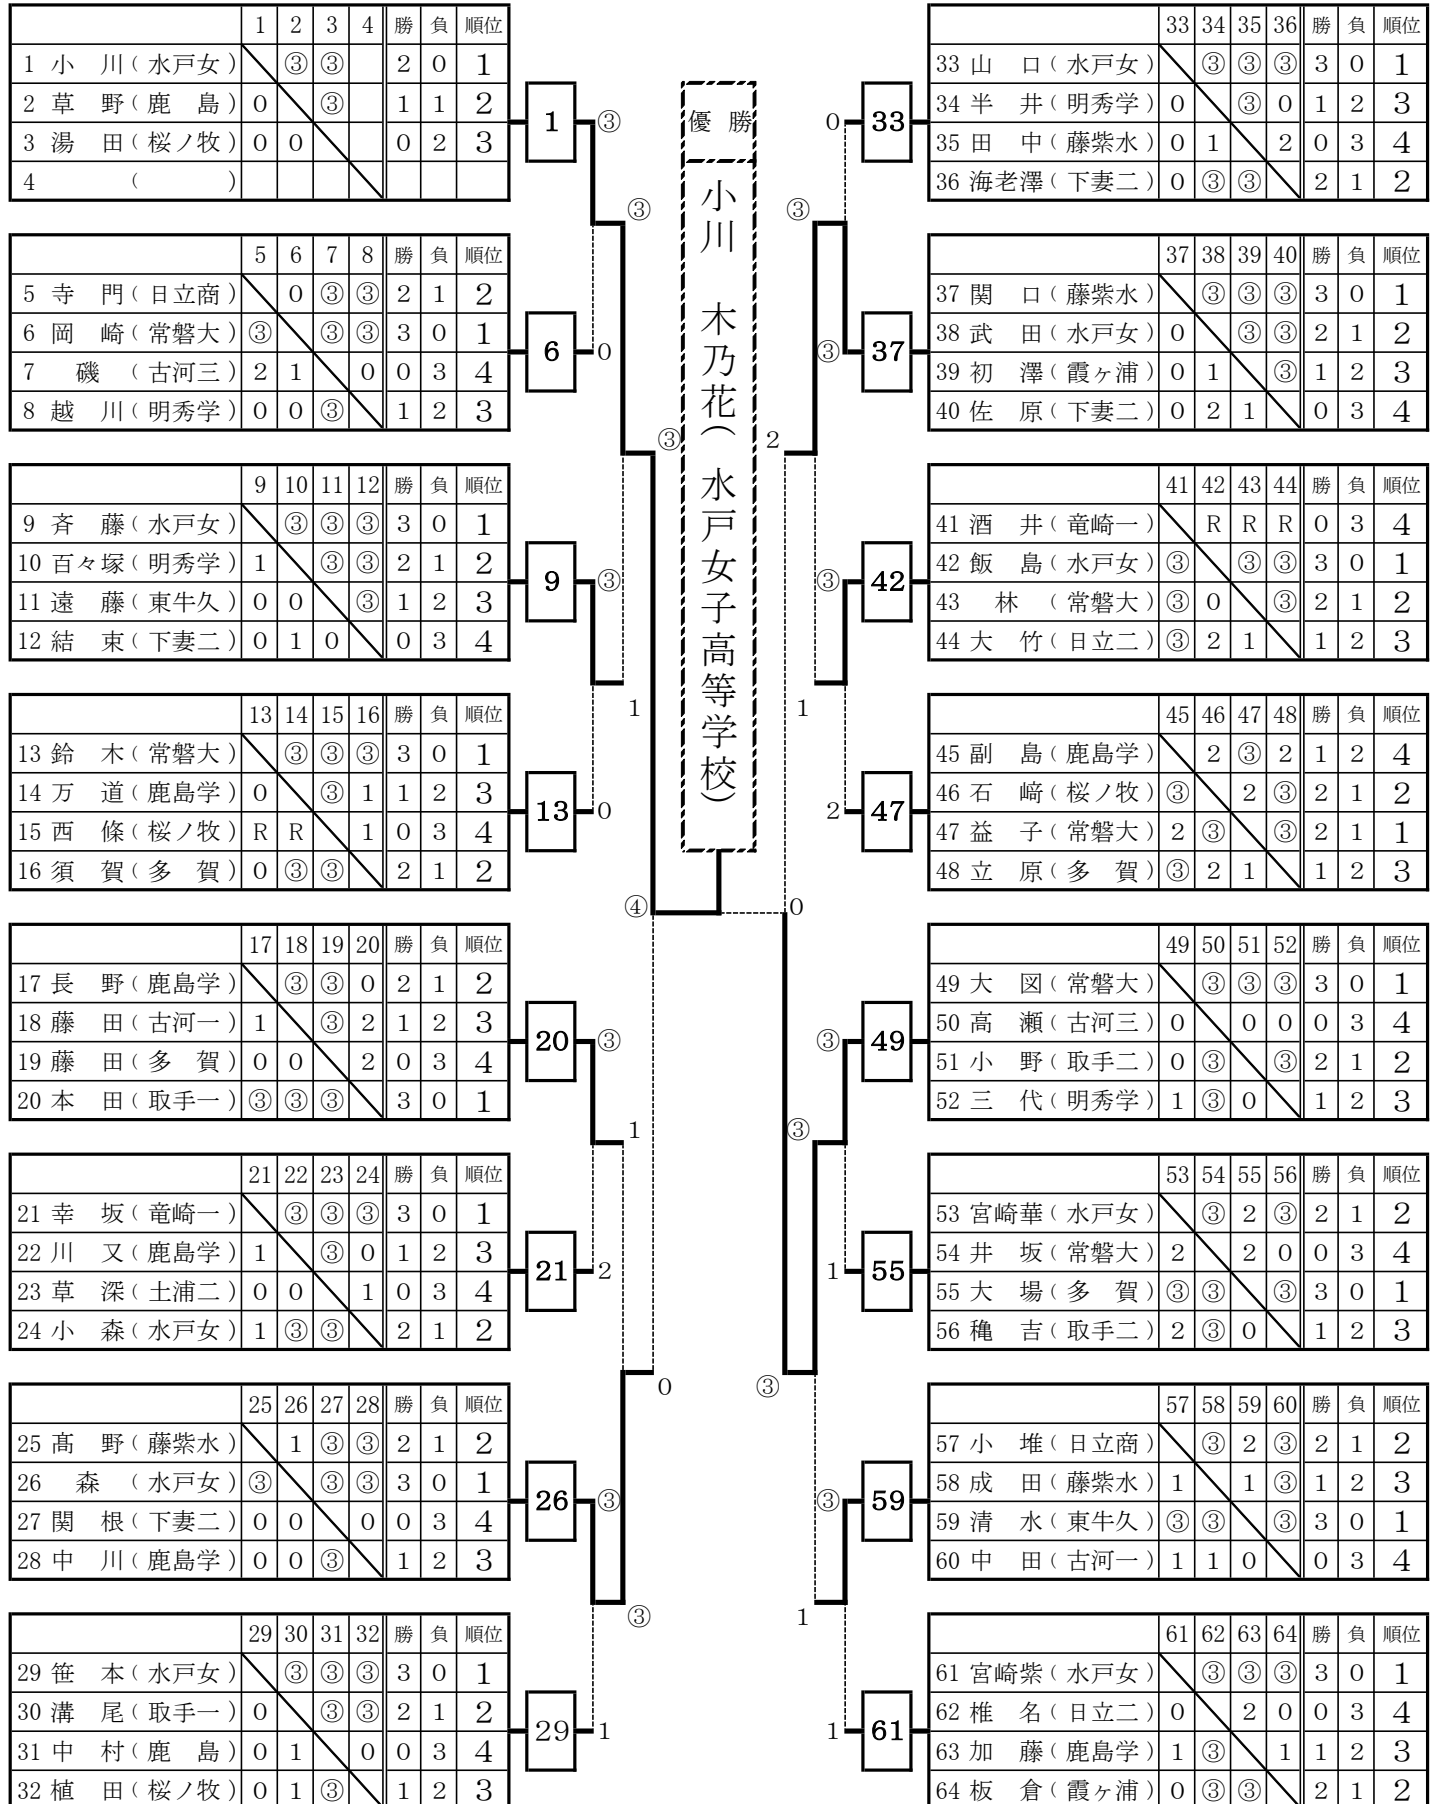 1 2 3 4 勝 負 順位
1 小 川 ( 水戸女 ) ③ ③ 2 0 1
2 草 野 ( 鹿 島 ) 0 ③ 1 1 2
3 湯 田 ( 桜ノ牧 ) 0 0 0 2 3
4 ( )
5 6 7 8 勝 負 順位
5 寺 門 ( 日立商 ) 0 ③ ③ 2 1 2
6 岡 崎 ( 常磐大 ) ③ ③ ③ 3 0 1
7 磯 ( 古河三 ) 2 1 0 0 3 4
8 越 川 ( 明秀学 ) 0 0 ③ 1 2 3
9 10 11 12 勝 負 順位
9 斉 藤 ( 水戸女 ) ③ ③ ③ 3 0 1
10 百々塚 ( 明秀学 ) 1 ③ ③ 2 1 2
11 遠 藤 ( 東牛久 ) 0 0 ③ 1 2 3
12 結 束 ( 下妻二 ) 0 1 0 0 3 4
13 14 15 16 勝 負 順位
13 鈴 木 ( 常磐大 ) ③ ③ ③ 3 0 1
14 万 道 ( 鹿島学 ) 0 ③ 1 1 2 3
15 西 條 ( 桜ノ牧 ) R R 1 0 3 4
16 須 賀 ( 多 賀 ) 0 ③ ③ 2 1 2
17 18 19 20 勝 負 順位
17 長 野 ( 鹿島学 ) ③ ③ 0 2 1 2
18 藤 田 ( 古河一 ) 1 ③ 2 1 2 3
19 藤 田 ( 多 賀 ) 0 0 2 0 3 4
20 本 田 ( 取手一 ) ③ ③ ③ 3 0 1
21 22 23 24 勝 負 順位
21 幸 坂 ( 竜崎一 ) ③ ③ ③ 3 0 1
22 川 又 ( 鹿島学 ) 1 ③ 0 1 2 3
23 草 深 ( 土浦二 ) 0 0 1 0 3 4
24 小 森 ( 水戸女 ) 1 ③ ③ 2 1 2
25 26 27 28 勝 負 順位
25 髙 野 ( 藤紫水 ) 1 ③ ③ 2 1 2
26 森 ( 水戸女 ) ③ ③ ③ 3 0 1
27 関 根 ( 下妻二 ) 0 0 0 0 3 4
28 中 川 ( 鹿島学 ) 0 0 ③ 1 2 3
29 30 31 32 勝 負 順位
29 笹 本 ( 水戸女 ) ③ ③ ③ 3 0 1
30 溝 尾 ( 取手一 ) 0 ③ ③ 2 1 2
31 中 村 ( 鹿 島 ) 0 1 0 0 3 4
32 植 田 ( 桜ノ牧 ) 0 1 ③ 1 2 3
1 ③
③
6 0
③
9 ③
1
13 0
④
20 ③
1
21 2
0
26 ③
③
29 1
優 勝
小川 木乃花(水戸女子高等学校)
0 33
③
③ 37
2
③ 42
1
2 47
0
③ 49
③
1 55
③
③ 59
1
1 61
33 34 35 36 勝 負 順位
33 山 口 ( 水戸女 ) ③ ③ ③ 3 0 1
34 半 井 ( 明秀学 ) 0 ③ 0 1 2 3
35 田 中 ( 藤紫水 ) 0 1 2 0 3 4
36 海老澤 ( 下妻二 ) 0 ③ ③ 2 1 2
37 38 39 40 勝 負 順位
37 関 口 ( 藤紫水 ) ③ ③ ③ 3 0 1
38 武 田 ( 水戸女 ) 0 ③ ③ 2 1 2
39 初 澤 ( 霞ヶ浦 ) 0 1 ③ 1 2 3
40 佐 原 ( 下妻二 ) 0 2 1 0 3 4
41 42 43 44 勝 負 順位
41 酒 井 ( 竜崎一 ) R R R 0 3 4
42 飯 島 ( 水戸女 ) ③ ③ ③ 3 0 1
43 林 ( 常磐大 ) ③ 0 ③ 2 1 2
44 大 竹 ( 日立二 ) ③ 2 1 1 2 3
45 46 47 48 勝 負 順位
45 副 島 ( 鹿島学 ) 2 ③ 2 1 2 4
46 石 﨑 ( 桜ノ牧 ) ③ 2 ③ 2 1 2
47 益 子 ( 常磐大 ) 2 ③ ③ 2 1 1
48 立 原 ( 多 賀 ) ③ 2 1 1 2 3
49 50 51 52 勝 負 順位
49 大 図 ( 常磐大 ) ③ ③ ③ 3 0 1
50 高 瀬 ( 古河三 ) 0 0 0 0 3 4
51 小 野 ( 取手二 ) 0 ③ ③ 2 1 2
52 三 代 ( 明秀学 ) 1 ③ 0 1 2 3
53 54 55 56 勝 負 順位
53 宮崎華 ( 水戸女 ) ③ 2 ③ 2 1 2
54 井 坂 ( 常磐大 ) 2 2 0 0 3 4
55 大 場 ( 多 賀 ) ③ ③ ③ 3 0 1
56 穐 吉 ( 取手二 ) 2 ③ 0 1 2 3
57 58 59 60 勝 負 順位
57 小 堆 ( 日立商 ) ③ 2 ③ 2 1 2
58 成 田 ( 藤紫水 ) 1 1 ③ 1 2 3
59 清 水 ( 東牛久 ) ③ ③ ③ 3 0 1
60 中 田 ( 古河一 ) 1 1 0 0 3 4
61 62 63 64 勝 負 順位
61 宮崎紫 ( 水戸女 ) ③ ③ ③ 3 0 1
62 椎 名 ( 日立二 ) 0 2 0 0 3 4
63 加 藤 ( 鹿島学 ) 1 ③ 1 1 2 3
64 板 倉 ( 霞ヶ浦 ) 0 ③ ③ 2 1 2